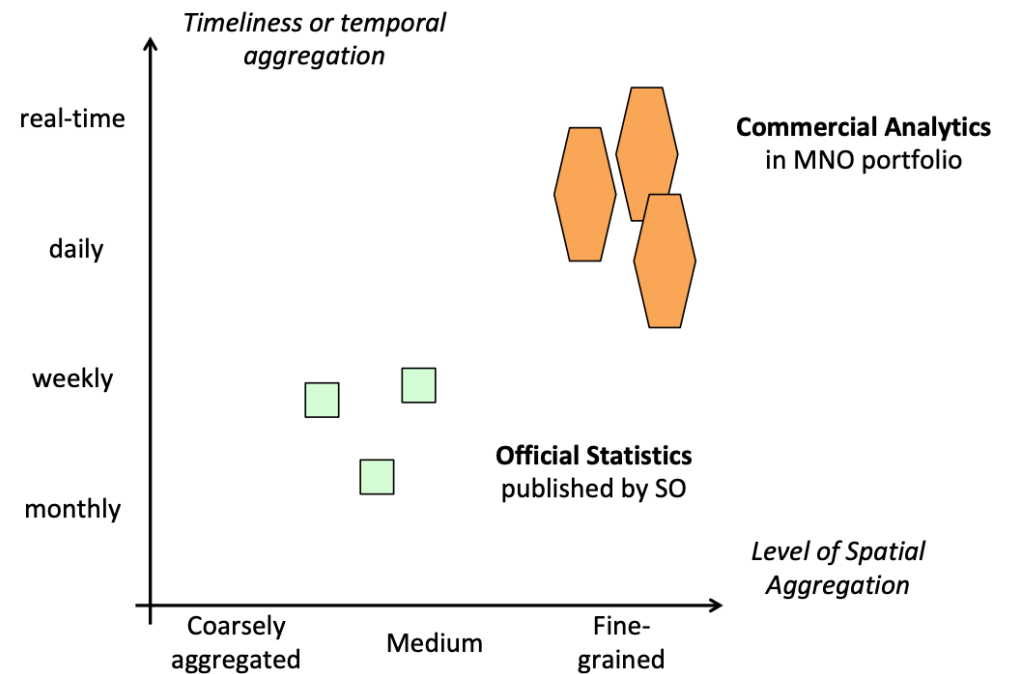 Timeliness or temporal
aggregation
real-time
Commercial Analytics
in MNO portfolio
daily
weekly
Official Statistics
published by SO
monthly
Level of Spatial
Aggregation
Coarsely
aggregated
Medium
Fine-
grained